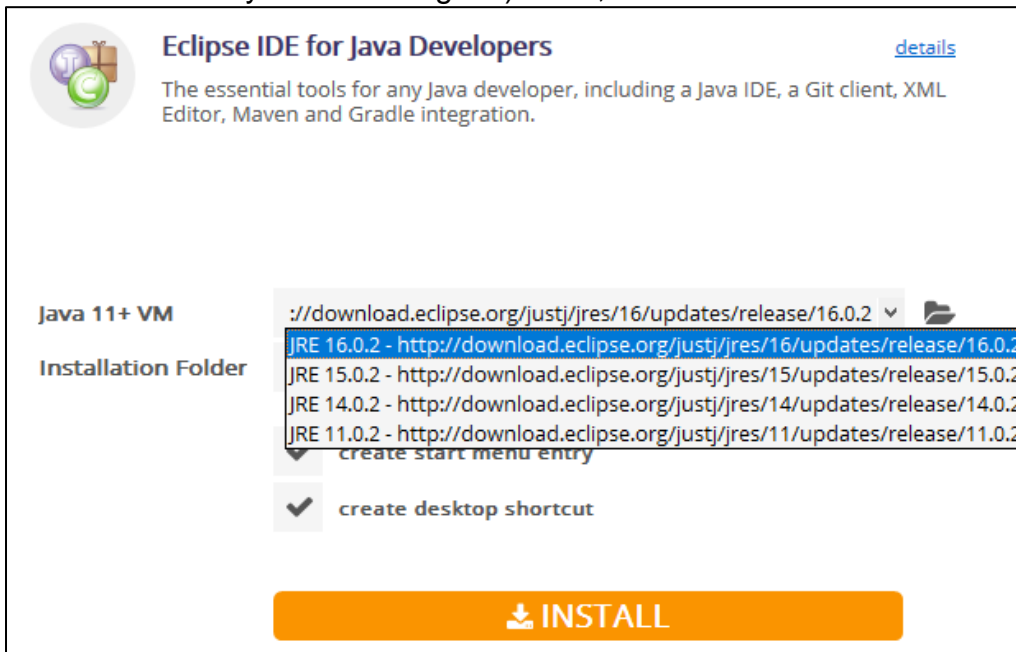 Eclipse IDE for Java Developers
details
The essential tools for any Java developer, including a Java IDE, a Git client, XML
Editor, Maven and Gradle integration.
Java 11+ VM
://download.eclipse.org/justj/jres/16/updates/release/16.0.2
JRE 16.0.2 - http://download.eclipse.org/justj/jres/16/updates/release/16.0.2
Installation Folder
JRE 15.0.2 - http://download.eclipse.org/justj/jres/15/updates/release/15.0.2
JRE 14.0.2 - http://download.eclipse.org/justj/jres/14/updates/release/14.0.2
JRE 11.0.2 - http://download.eclipse.org/justj/jres/11/updates/release/11.0.2
create start menu entry
create desktop shortcut
INSTALL